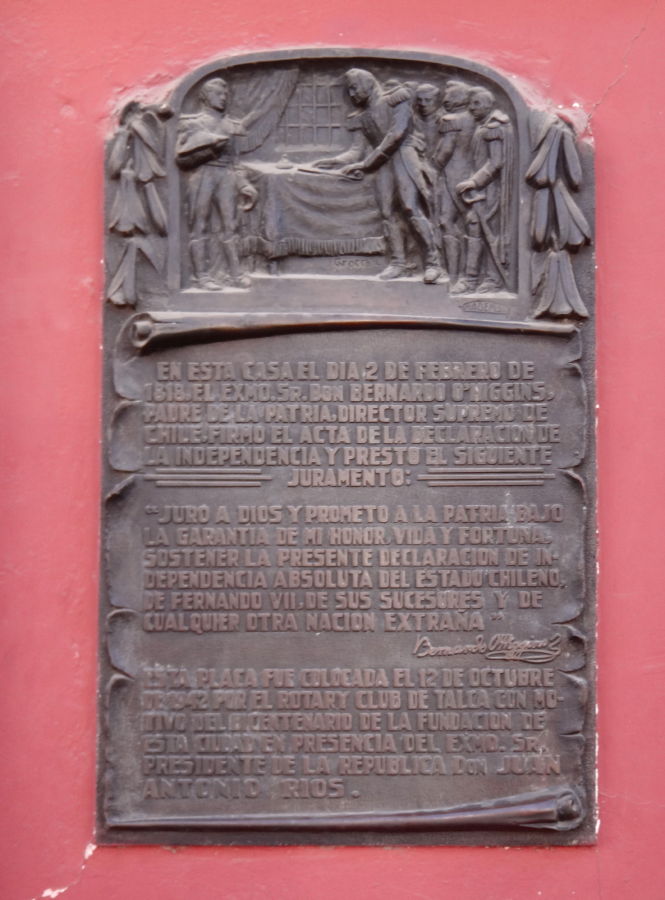 EN ESTA CASA EL DIA 2 DE FEBRERO DE
1818, EL EXMO. SR. DON BERNARDO O'HIGGINS,
PADRE DE LA PATRIA, DIRECTOR SUPREMO DE
CHILE, FIRMO EL ACTA DE LA DECLARACION DE
LA INDEPENDENCIA Y PRESTO EL SIGUIENTE
JURAMENTO:
"JURO A DIOS Y PROMETO A LA PATRIA BAJO
LA GARANTIA DE MI HONOR, VIDA Y FORTUNA,
SOSTENER LA PRESENTE DECLARACION DE IN-
DEPENDENCIA ABSOLUTA DEL ESTADO CHILENO,
DE FERNANDO VII, DE SUS SUCESORES Y DE
CUALQUIER OTRA NACION EXTRAÑA"
Bernardo O'Higgins
ESTA PLACA FUE COLOCADA EL 12 DE OCTUBRE
DE 1942 POR EL ROTARY CLUB DE TALCA CON MO-
TIVO DEL BICENTENARIO DE LA FUNDACION DE
ESTA CIUDAD EN PRESENCIA DEL EXMO. SR.
PRESIDENTE DE LA REPUBLICA DON JUAN
ANTONIO RIOS.